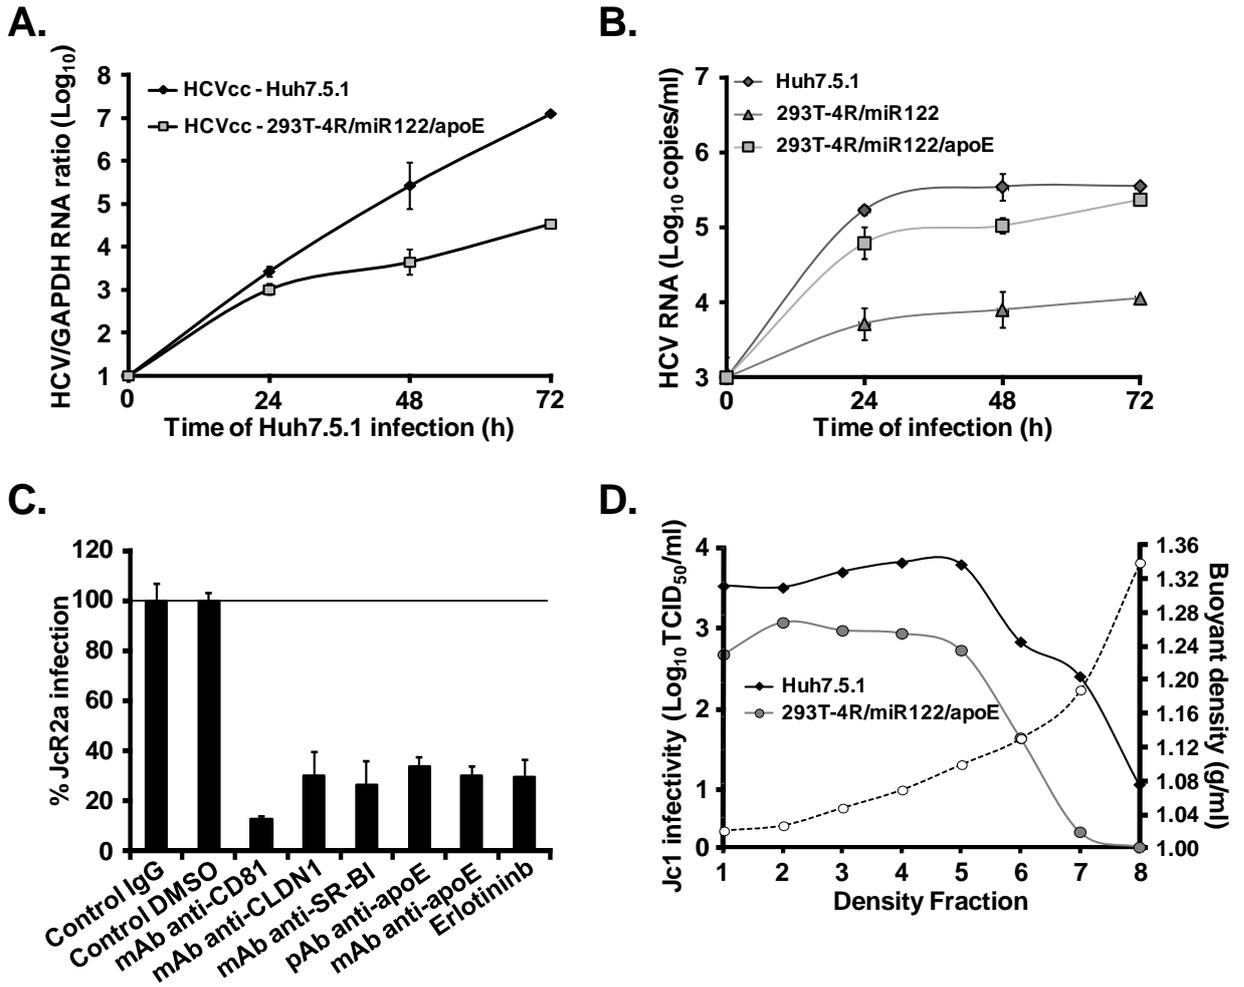 A.
HCV/GAPDH RNA ratio (Log10)
8
7
6
5
4
3
2
1
HCVcc - Huh7.5.1
HCVcc - 293T-4R/miR122/apoE
0 24 48 72
Time of Huh7.5.1 infection (h)
B.
HCV RNA (Log10 copies/ml)
7
6
5
4
3
Huh7.5.1
293T-4R/miR122
293T-4R/miR122/apoE
0 24 48 72
Time of infection (h)
C.
% JcR2a infection
120
100
80
60
40
20
0
Control IgG
Control DMSO
mAb anti-CD81
mAb anti-CLDN1
mAb anti-SR-BI
pAb anti-apoE
mAb anti-apoE
Erlotininb
D.
Jc1 infectivity (Log10 TCID50/ml)
4
3
2
1
0
Huh7.5.1
293T-4R/miR122/apoE
1.36
1.32
1.28
1.24
1.20
1.16
1.12
1.08
1.04
1.00
Buoyant density (g/ml)
1 2 3 4 5 6 7 8
Density Fraction